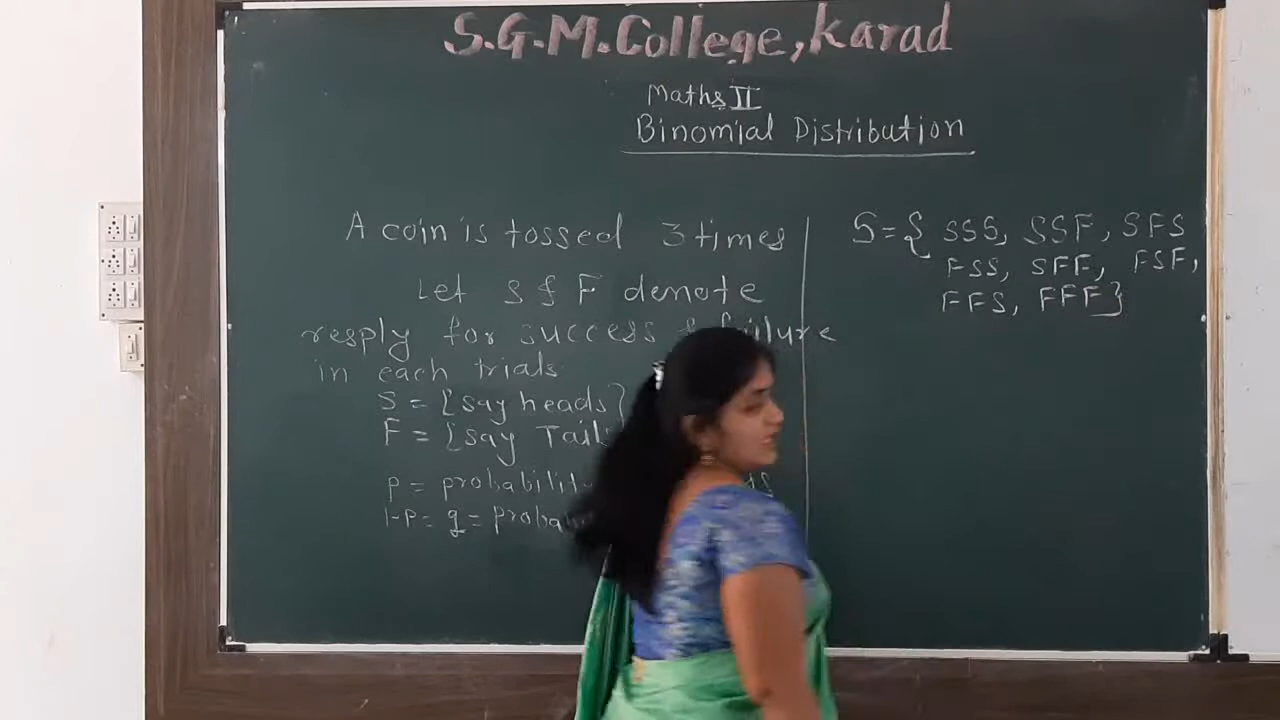 S.G.M.College,Karad
Maths II
Binomial Distribution
A coin is tossed 3 times
Let S & F denote
resply for success & failure
in each trials
S = {say heads}
F = {say Tail
p = probability
1-P = q = proba
S={ SSS, SSF, SFS
FSS, SFF, FSF,
FFS, FFF}